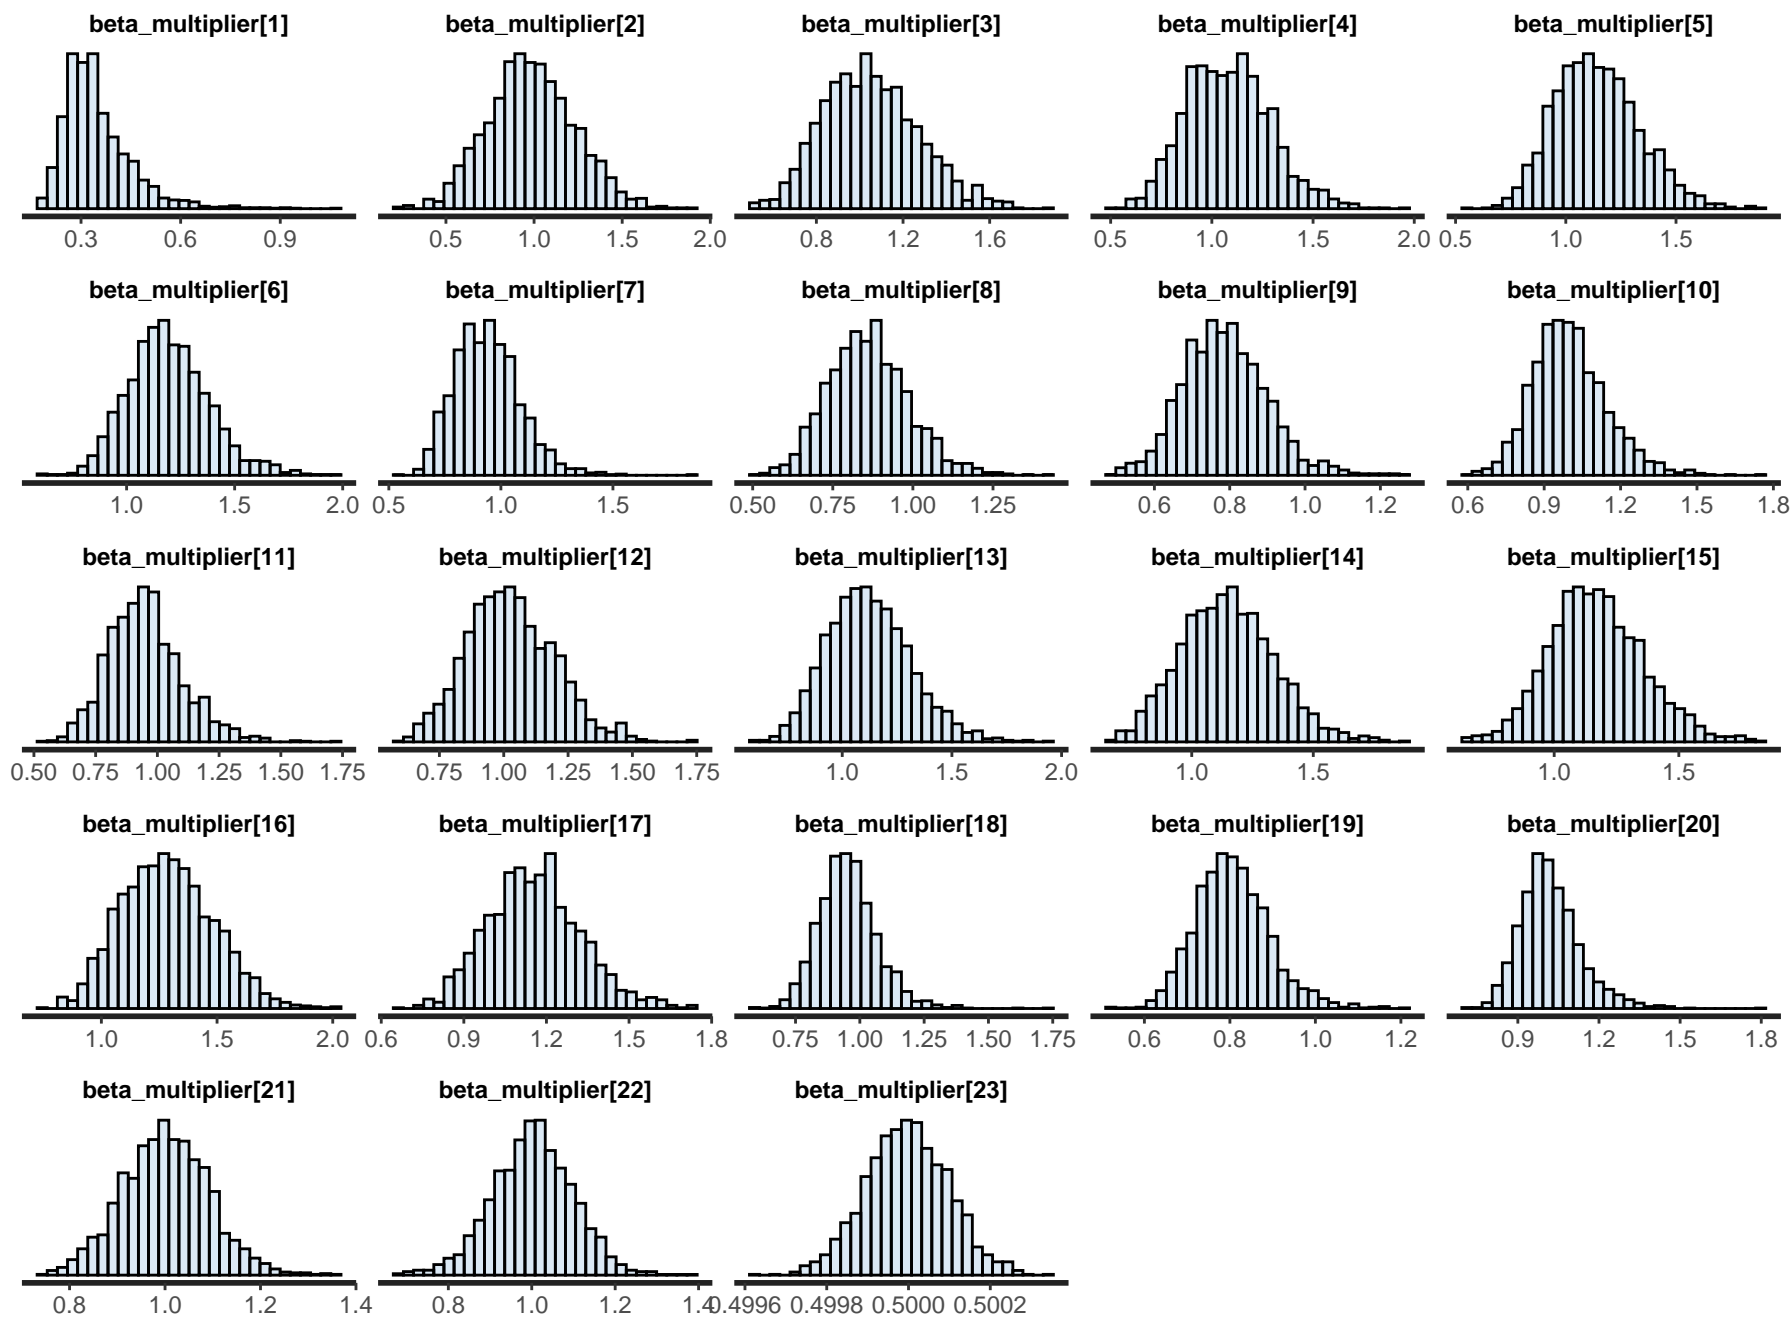 beta_multiplier[1] beta_multiplier[2] beta_multiplier[3] beta_multiplier[4] beta_multiplier[5]
0.3 0.6 0.9 0.5 1.0 1.5 2.0 0.8 1.2 1.6 0.5 1.0 1.5 2.0 0.5 1.0 1.5
beta_multiplier[6] beta_multiplier[7] beta_multiplier[8] beta_multiplier[9] beta_multiplier[10]
1.0 1.5 2.0 0.5 1.0 1.5 0.50 0.75 1.00 1.25 0.6 0.8 1.0 1.2 0.6 0.9 1.2 1.5 1.8
beta_multiplier[11] beta_multiplier[12] beta_multiplier[13] beta_multiplier[14] beta_multiplier[15]
0.50 0.75 1.00 1.25 1.50 1.75 0.75 1.00 1.25 1.50 1.75 1.0 1.5 2.0 1.0 1.5 1.0 1.5
beta_multiplier[16] beta_multiplier[17] beta_multiplier[18] beta_multiplier[19] beta_multiplier[20]
1.0 1.5 2.0 0.6 0.9 1.2 1.5 1.8 0.75 1.00 1.25 1.50 1.75 0.6 0.8 1.0 1.2 0.9 1.2 1.5 1.8
beta_multiplier[21] beta_multiplier[22] beta_multiplier[23]
0.8 1.0 1.2 1.4 0.8 1.0 1.2 1.4 0.4996 0.4998 0.5000 0.5002